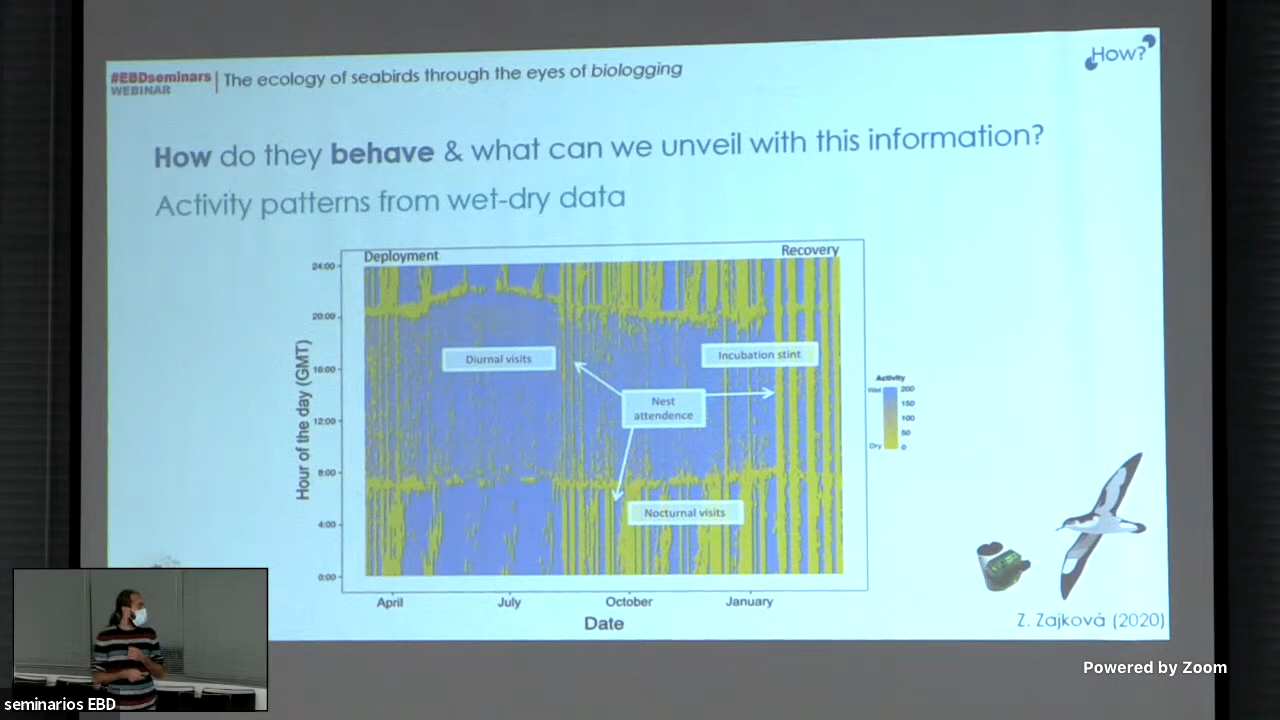 #EBDseminars
WEBINAR
The ecology of seabirds through the eyes of biologging
How?
How do they behave & what can we unveil with this information?
Activity patterns from wet-dry data
Deployment
Recovery
24:00
20:00
16:00
12:00
8:00
4:00
0:00
Hour of the day (GMT)
Diurnal visits
Incubation stint
Nest
attendence
Nocturnal visits
April
July
October
January
Date
Activity
Wet
200
150
100
50
Dry
0
Z. Zajková (2020)
Powered by Zoom
seminarios EBD